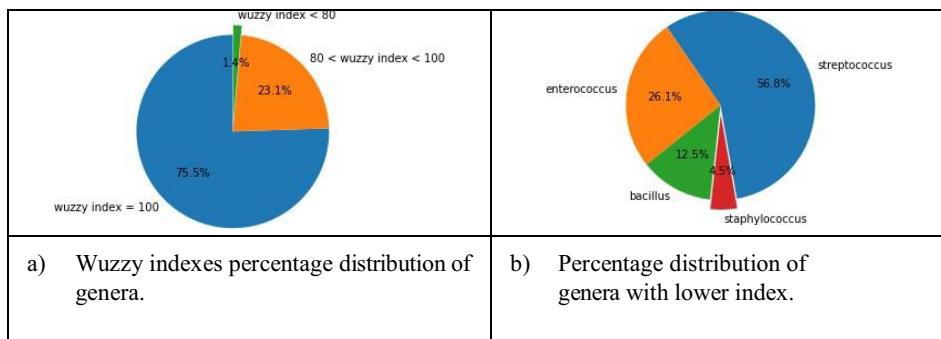 wuzzy index < 80
1.4%
80 < wuzzy index < 100
23.1%
75.5%
wuzzy index = 100
streptococcus
56.8%
enterococcus
26.1%
12.5%
4.5%
bacillus
staphylococcus
a) Wuzzy indexes percentage distribution of
genera.
b) Percentage distribution of
genera with lower index.